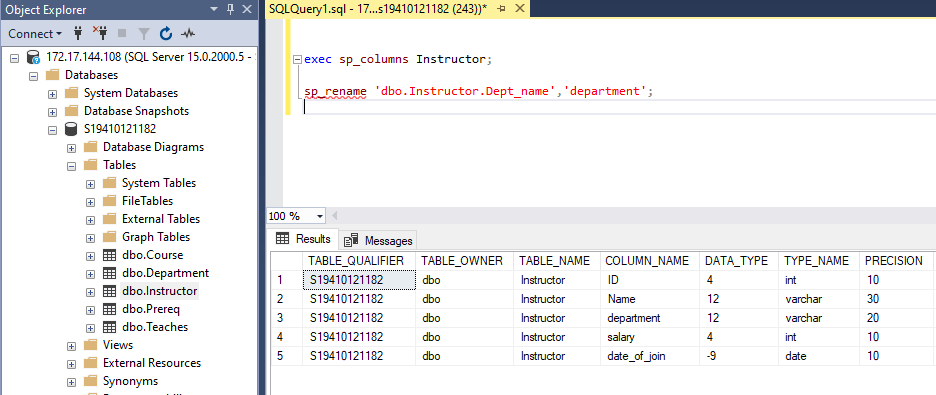 Object Explorer
Connect
172.17.144.108 (SQL Server 15.0.2000.5 -
Databases
System Databases
Database Snapshots
S19410121182
Database Diagrams
Tables
System Tables
FileTables
External Tables
Graph Tables
dbo.Course
dbo.Department
dbo.Instructor
dbo.Prereq
dbo.Teaches
Views
External Resources
Synonyms
SQLQuery1.sql - 17...s19410121182 (243))*
exec sp_columns Instructor;
sp_rename 'dbo.Instructor.Dept_name','department';
100 %
Results Messages
TABLE_QUALIFIER TABLE_OWNER TABLE_NAME COLUMN_NAME DATA_TYPE TYPE_NAME PRECISION
1 S19410121182 dbo Instructor ID 4 int 10
2 S19410121182 dbo Instructor Name 12 varchar 30
3 S19410121182 dbo Instructor department 12 varchar 20
4 S19410121182 dbo Instructor salary 4 int 10
5 S19410121182 dbo Instructor date_of_join -9 date 10